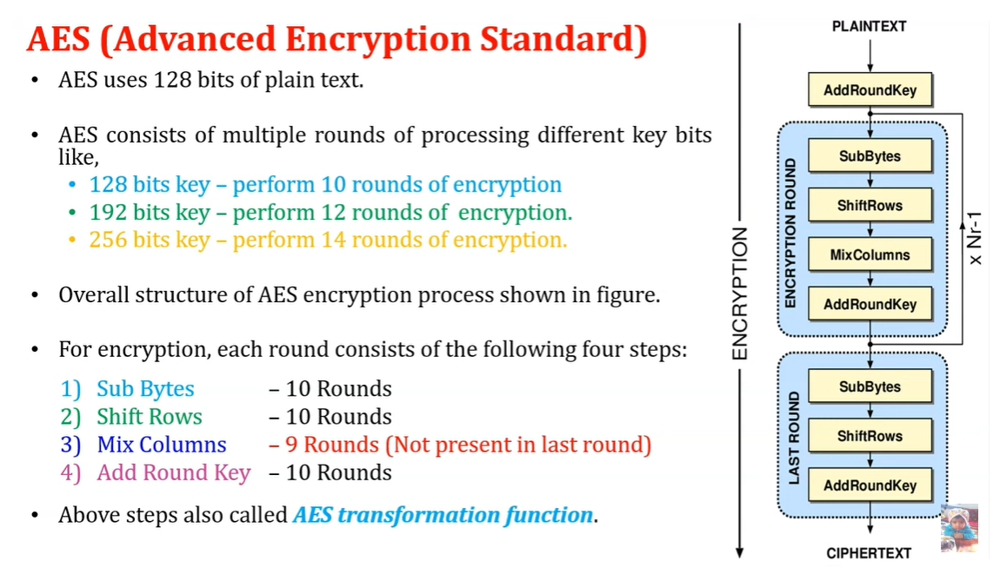 AES (Advanced Encryption Standard)
• AES uses 128 bits of plain text.
• AES consists of multiple rounds of processing different key bits
like,
• 128 bits key – perform 10 rounds of encryption
• 192 bits key – perform 12 rounds of encryption.
• 256 bits key – perform 14 rounds of encryption.
• Overall structure of AES encryption process shown in figure.
• For encryption, each round consists of the following four steps:
1) Sub Bytes – 10 Rounds
2) Shift Rows – 10 Rounds
3) Mix Columns – 9 Rounds (Not present in last round)
4) Add Round Key – 10 Rounds
• Above steps also called AES transformation function.
ENCRYPTION
PLAINTEXT
AddRoundKey
ENCRYPTION ROUND
SubBytes
ShiftRows
MixColumns
AddRoundKey
x Nr-1
LAST ROUND
SubBytes
ShiftRows
AddRoundKey
CIPHERTEXT